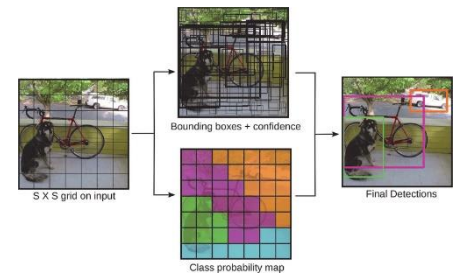 S X S grid on input
Bounding boxes + confidence
Class probability map
Final Detections